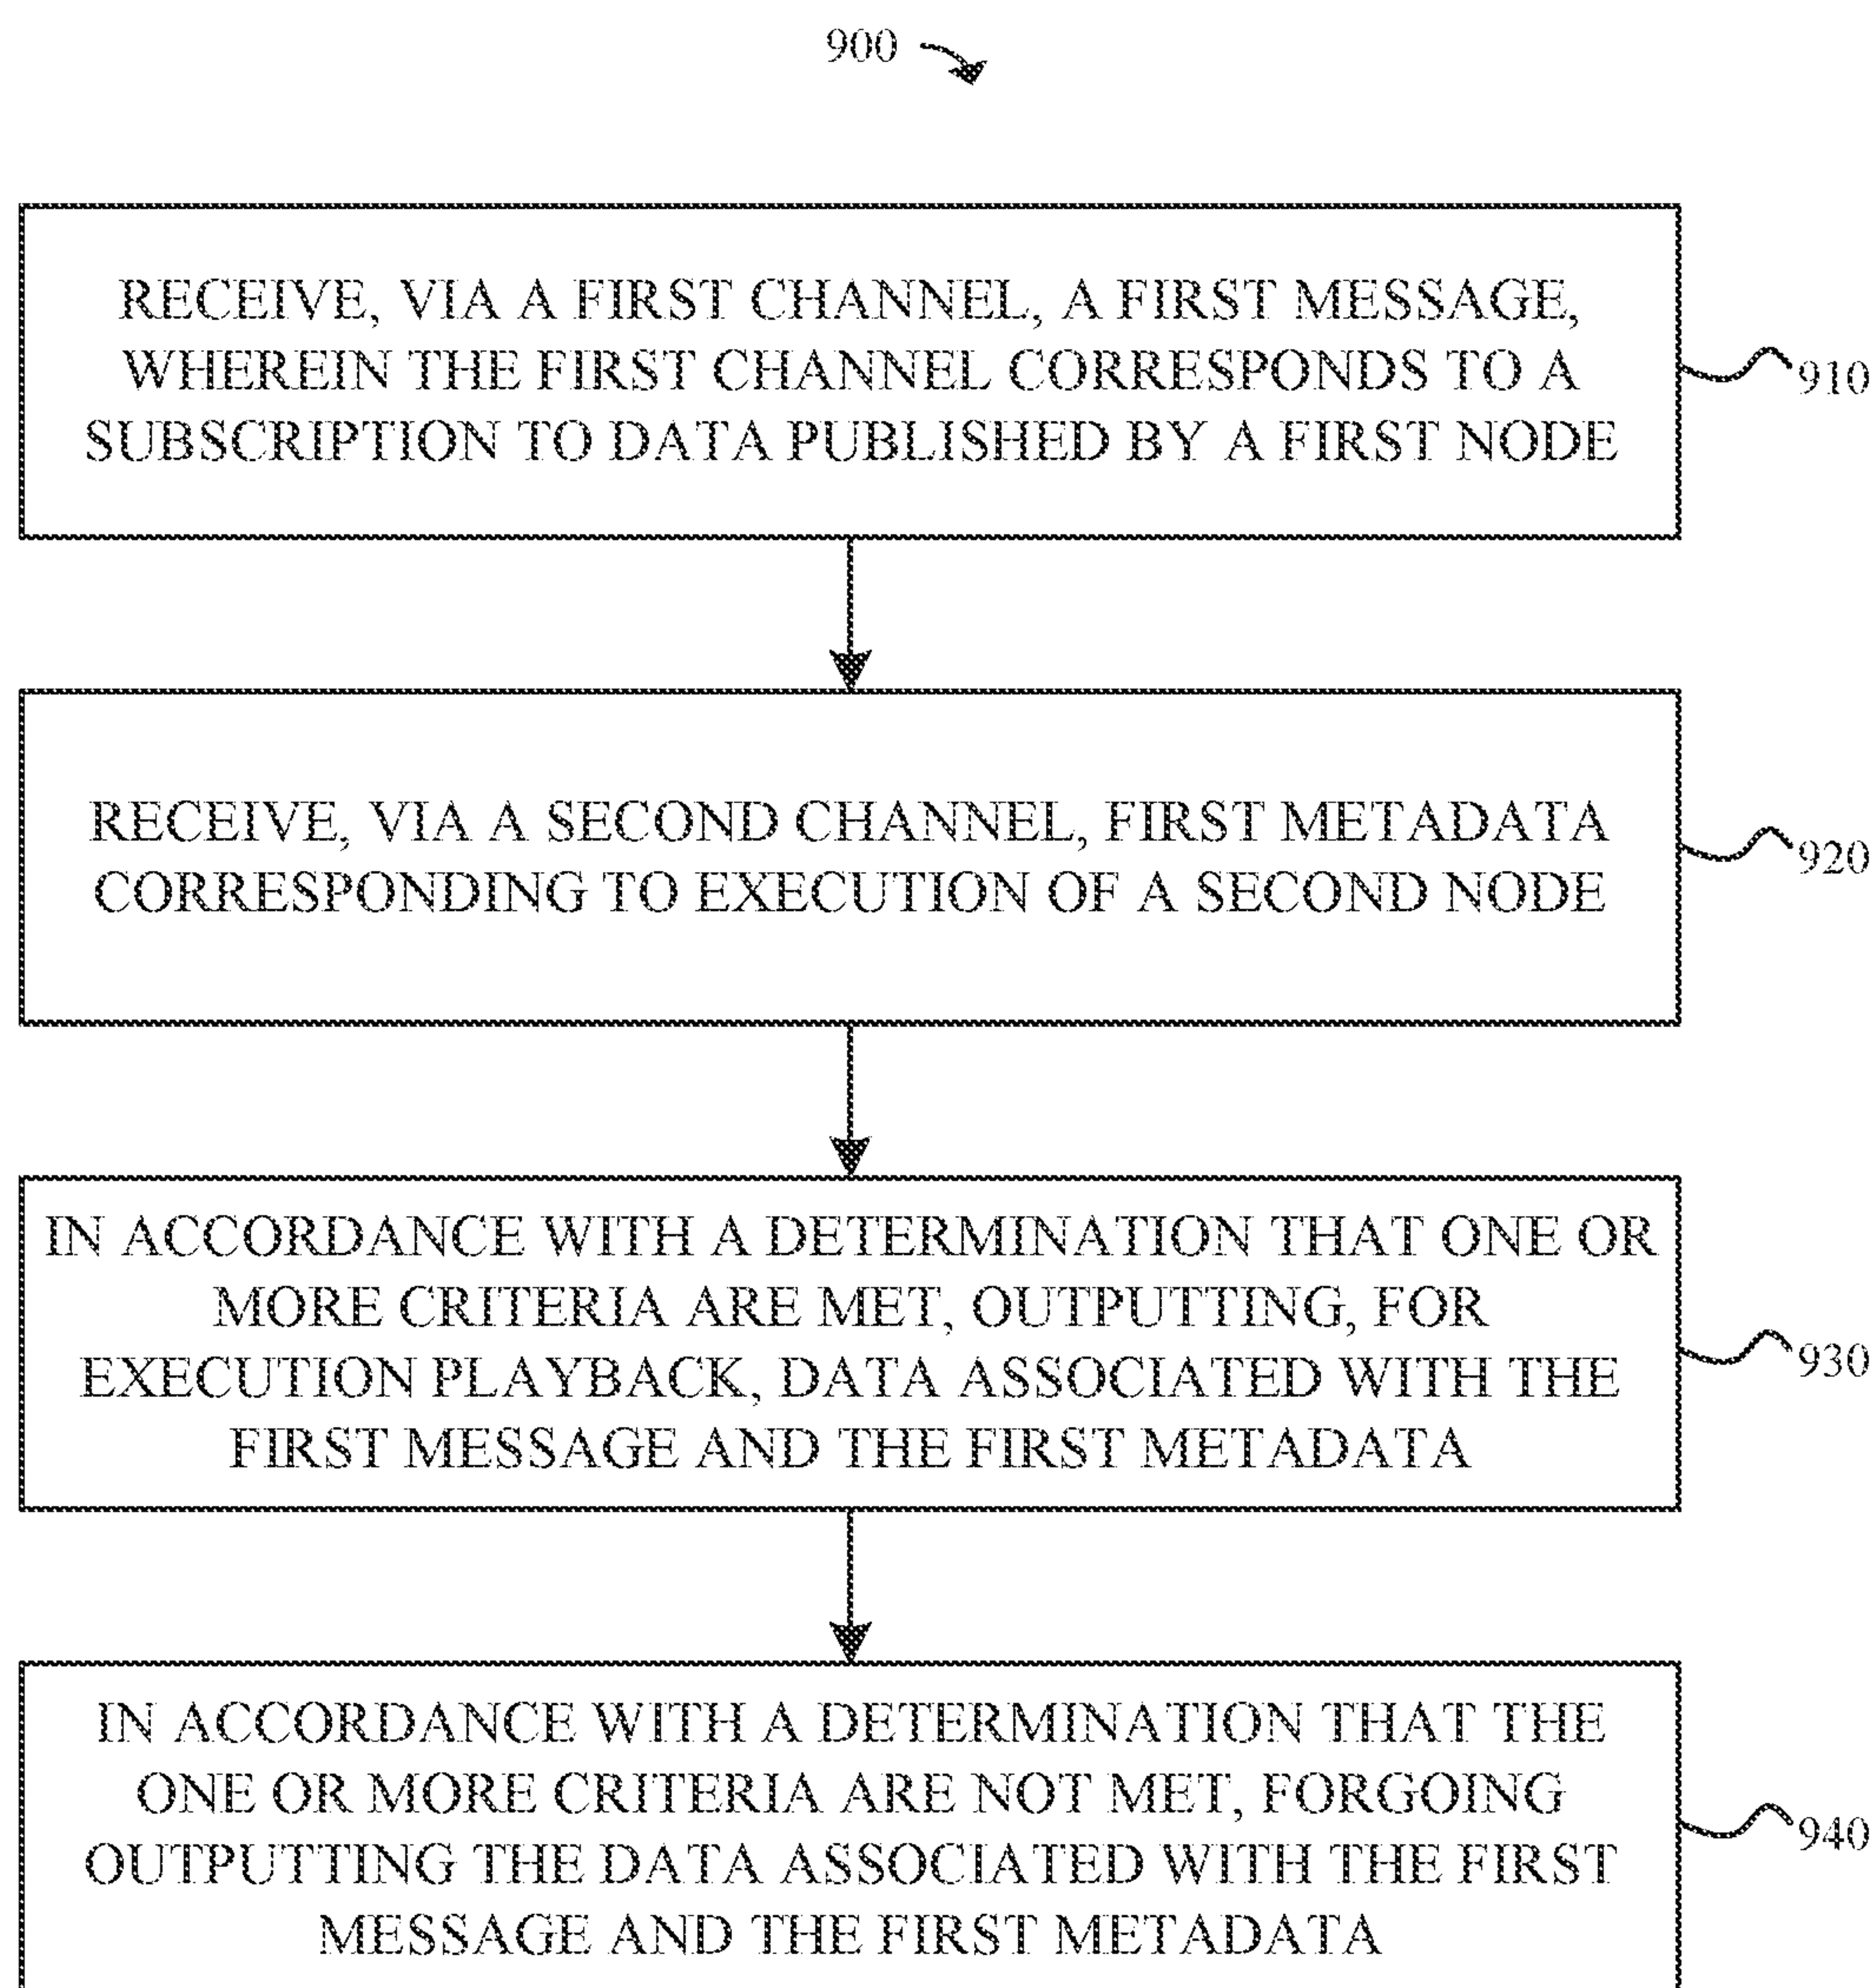 900
RECEIVE, VIA A FIRST CHANNEL, A FIRST MESSAGE,
WHEREIN THE FIRST CHANNEL CORRESPONDS TO A
SUBSCRIPTION TO DATA PUBLISHED BY A FIRST NODE
910
RECEIVE, VIA A SECOND CHANNEL, FIRST METADATA
CORRESPONDING TO EXECUTION OF A SECOND NODE
920
IN ACCORDANCE WITH A DETERMINATION THAT ONE OR
MORE CRITERIA ARE MET, OUTPUTTING, FOR
EXECUTION PLAYBACK, DATA ASSOCIATED WITH THE
FIRST MESSAGE AND THE FIRST METADATA
930
IN ACCORDANCE WITH A DETERMINATION THAT THE
ONE OR MORE CRITERIA ARE NOT MET, FORGOING
OUTPUTTING THE DATA ASSOCIATED WITH THE FIRST
MESSAGE AND THE FIRST METADATA
940